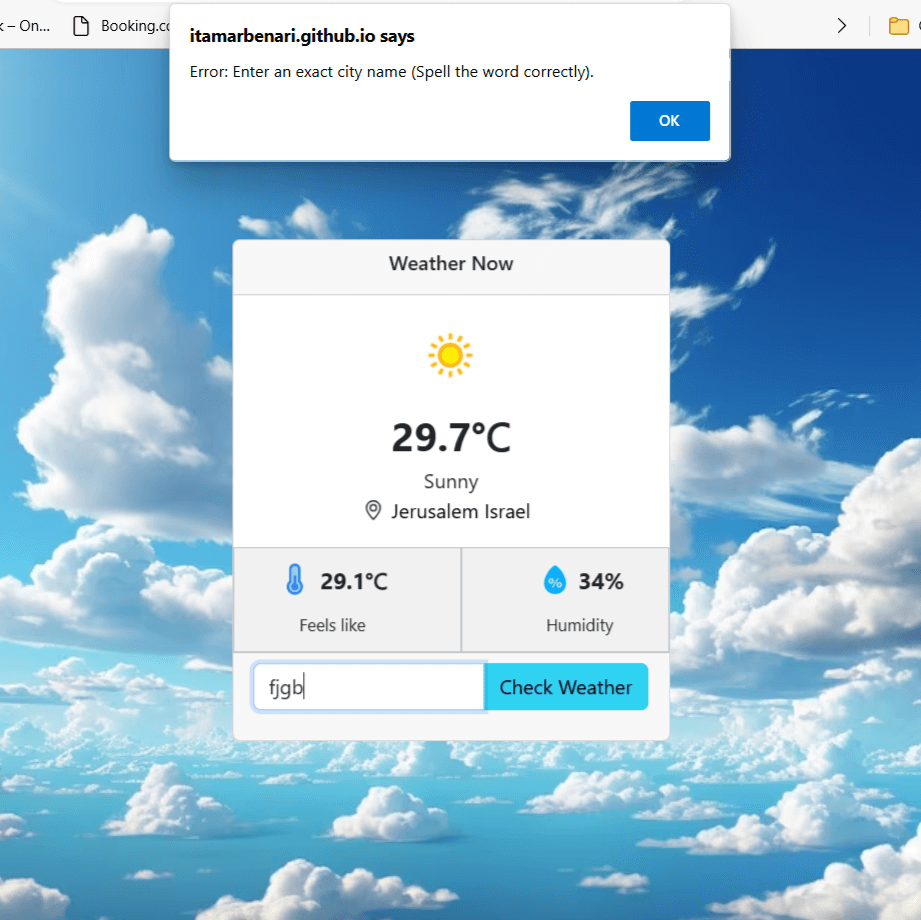 – On...
Booking.c
itamarbenari.github.io says
Error: Enter an exact city name (Spell the word correctly).
OK
Weather Now
29.7°C
Sunny
Jerusalem Israel
29.1°C
34%
Feels like
Humidity
fjgb
Check Weather